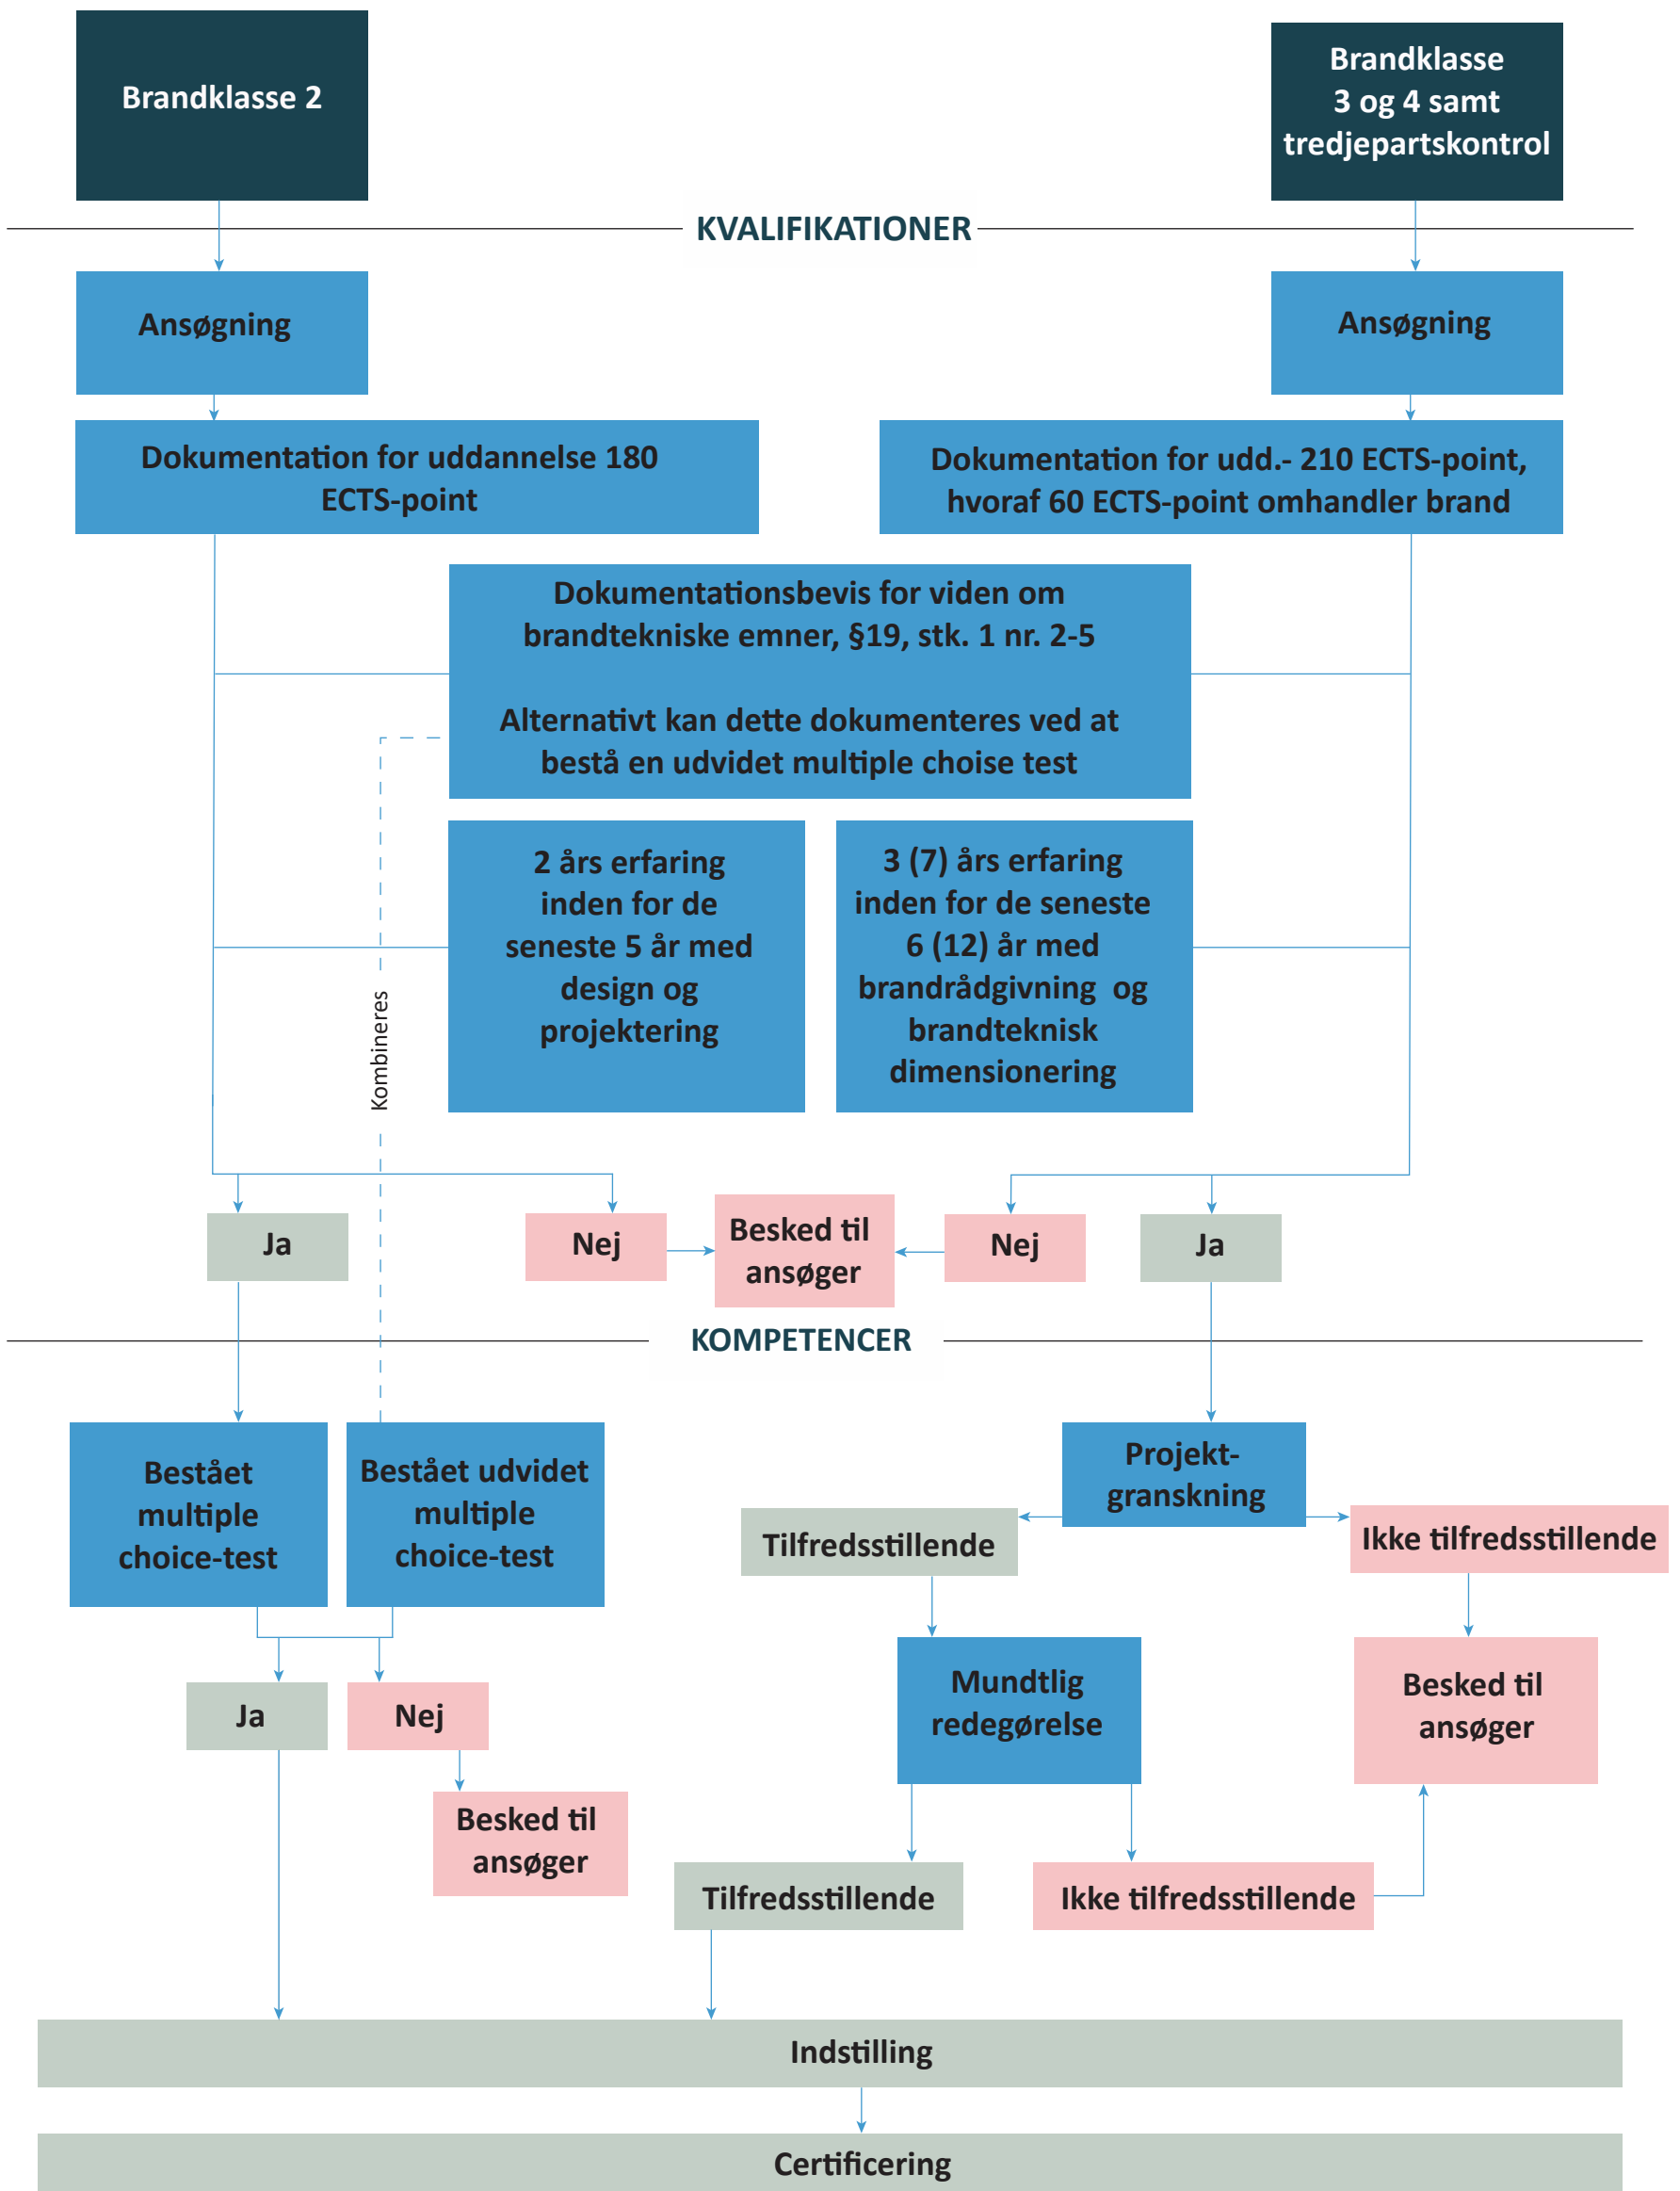 Brandklasse 2
Brandklasse
3 og 4 samt
tredjepartskontrol
KVALIFIKATIONER
Ansøgning
Ansøgning
Dokumentation for uddannelse 180
ECTS-point
Dokumentation for udd.- 210 ECTS-point,
hvoraf 60 ECTS-point omhandler brand
Dokumentationsbevis for viden om
brandtekniske emner, §19, stk. 1 nr. 2-5
Alternativt kan dette dokumenteres ved at
bestå en udvidet multiple choise test
2 års erfaring
inden for de
seneste 5 år med
design og
projektering
3 (7) års erfaring
inden for de seneste
6 (12) år med
brandrådgivning og
brandteknisk
dimensionering
Kombineres
Ja
Nej
Besked til
ansøger
Nej
Ja
KOMPETENCER
Bestået
multiple
choice-test
Bestået udvidet
multiple
choice-test
Projekt-
granskning
Tilfredsstillende
Ikke tilfredsstillende
Mundtlig
redegørelse
Besked til
ansøger
Ja
Nej
Besked til
ansøger
Tilfredsstillende
Ikke tilfredsstillende
Indstilling
Certificering